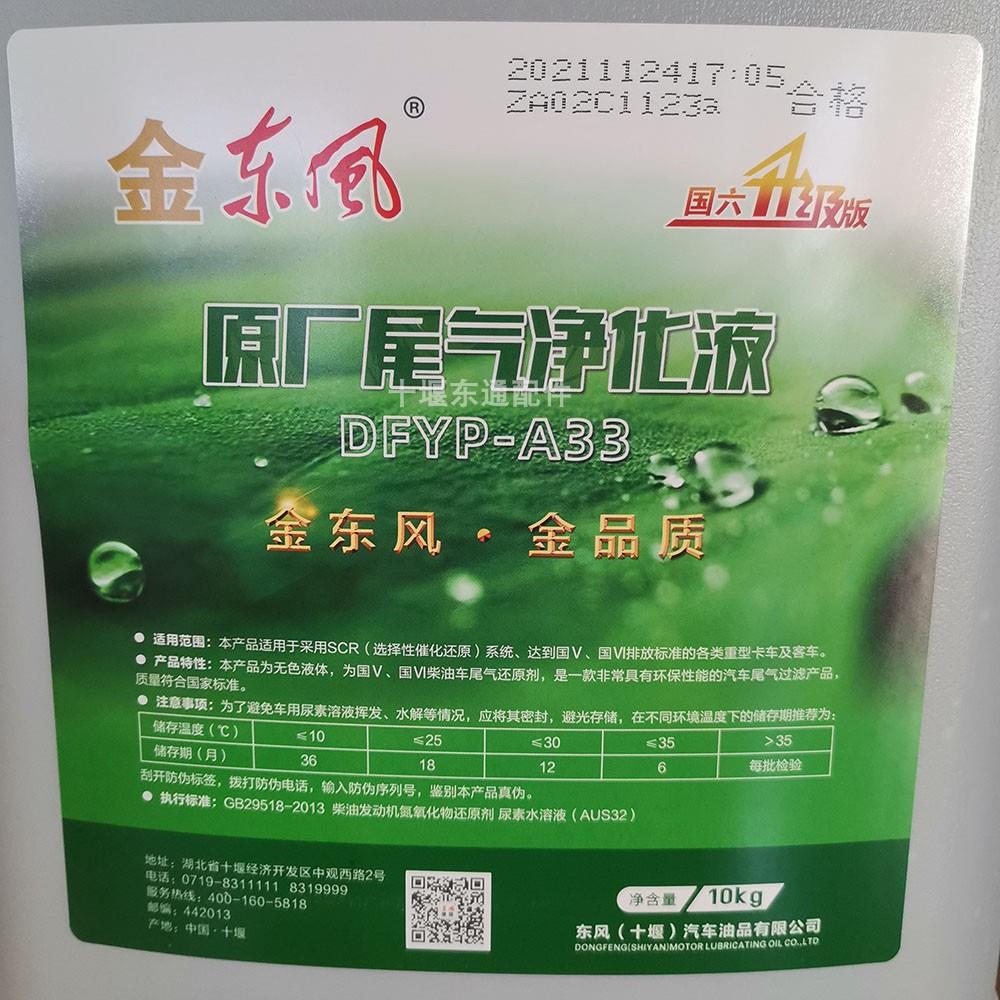 2021112417:05
ZA02C1123a
合格
金东风®
国六升级版
原厂尾气净化液
十堰东通配件
DFYP-A33
金东风·金品质
● 适用范围：本产品适用于采用SCR（选择性催化还原）系统、达到国Ⅴ、国Ⅵ排放标准的各类重型卡车及客车。
● 产品特性：本产品为无色液体，为国Ⅴ、国Ⅵ柴油车尾气还原剂，是一款非常具有环保性能的汽车尾气过滤产品，
质量符合国家标准。
● 注意事项：为了避免车用尿素溶液挥发、水解等情况，应将其密封，避光存储，在不同环境温度下的储存期推荐为：
储存温度（℃） ≤10 ≤25 ≤30 ≤35 >35
储存期（月） 36 18 12 6 每批检验
刮开防伪标签，拨打防伪电话，输入防伪序列号，鉴别本产品真伪。
● 执行标准：GB29518-2013 柴油发动机氮氧化物还原剂 尿素水溶液（AUS32）
地址：湖北省十堰经济开发区中观西路2号
电话：0719-8311111 8319999
服务热线：400-160-5818
邮编：442013
产地：中国·十堰
净含量 10kg
东风（十堰）汽车油品有限公司
DONGFENG(SHIYAN)MOTOR LUBRICATING OIL CO.,LTD